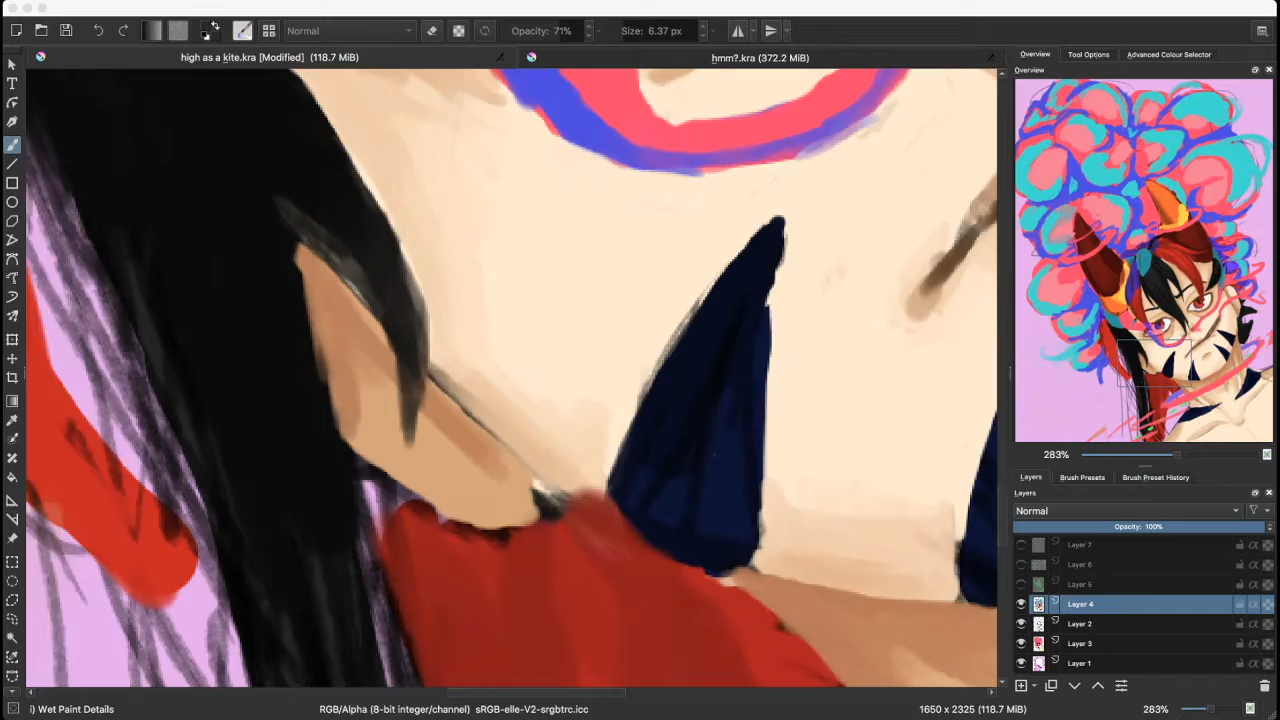 Normal
Opacity: 71%
Size: 6.37 px
high as a kite.kra [Modified] (118.7 MiB)
hmm?.kra (372.2 MiB)
Overview
Tool Options
Advanced Colour Selector
Overview
283%
Layers
Brush Presets
Brush Preset History
Layers
Normal
Opacity: 100%
Layer 7
Layer 6
Layer 5
Layer 4
Layer 2
Layer 3
Layer 1
i) Wet Paint Details
RGB/Alpha (8-bit integer/channel) sRGB-elle-V2-srgbtrc.icc
1650 x 2325 (118.7 MiB)
283%